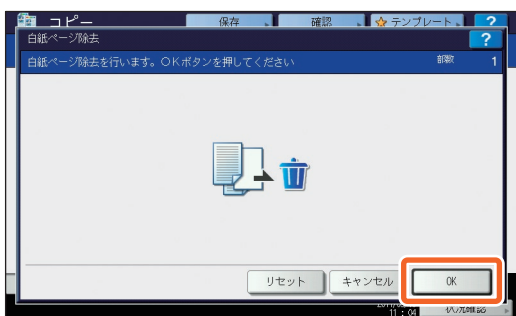 コピー 保存 確認 テンプレート ?
白紙ページ除去 ?
白紙ページ除去を行います。OKボタンを押してください 部数 1
リセット キャンセル OK
11:04 状況確認